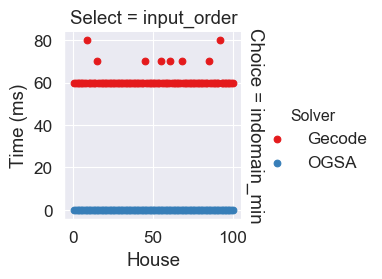 Select = input_order
80
60
40
20
0
Time (ms)
0
50
100
House
Choice = indomain_min
Solver
Gecode
OGSA